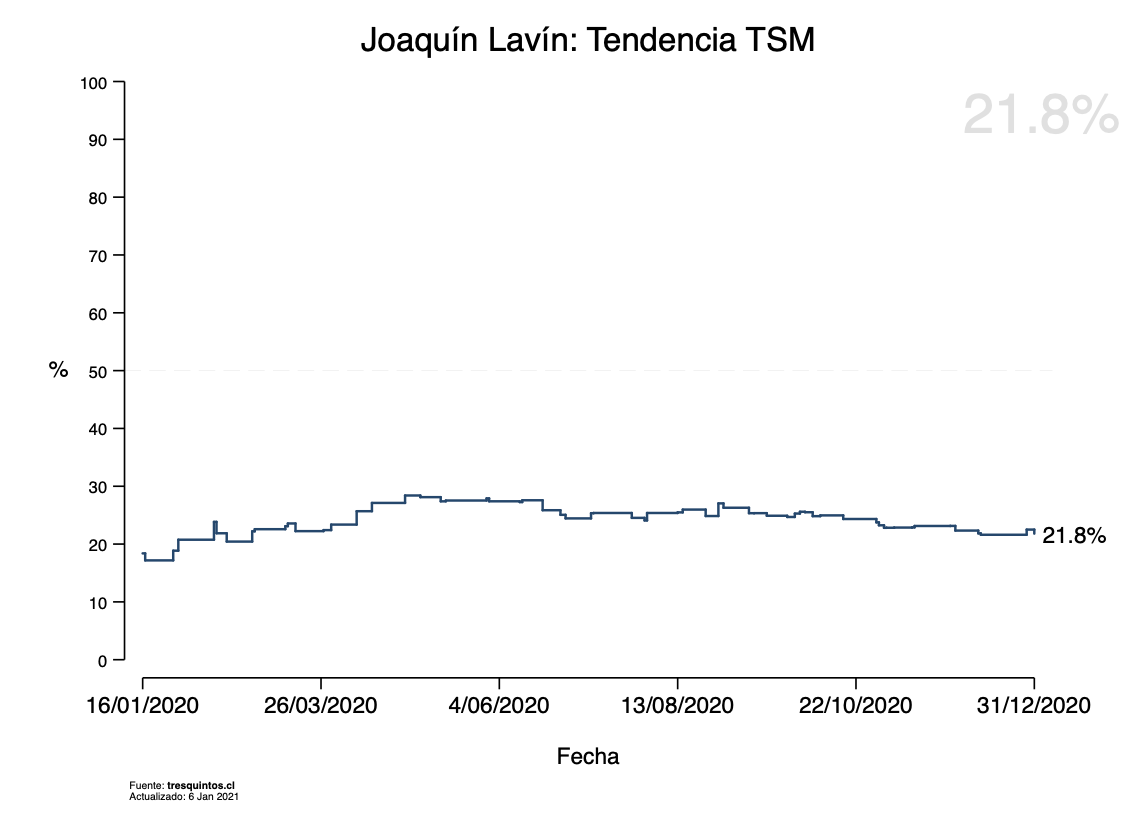 Joaquín Lavín: Tendencia TSM
21.8%
100
90
80
70
60
50
40
30
20
10
0
%
21.8%
16/01/2020 26/03/2020 4/06/2020 13/08/2020 22/10/2020 31/12/2020
Fecha
Fuente: tresquintos.cl
Actualizado: 6 Jan 2021